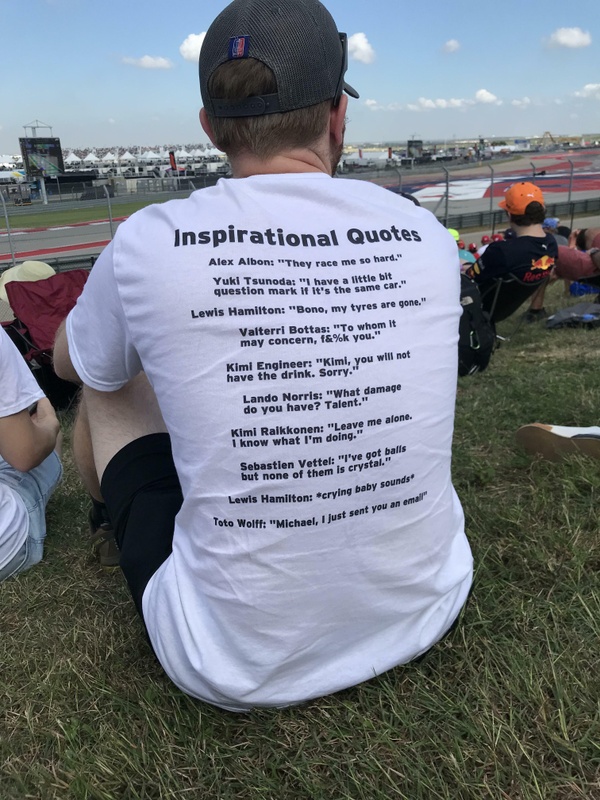 Inspirational Quotes
Alex Albon: "They race me so hard."
Yuki Tsunoda: "I have a little bit
question mark if it's the same car."
Lewis Hamilton: "Bono, my tyres are gone."
Valterri Bottas: "To whom it
may concern, f&%k you."
Kimi Engineer: "Kimi, you will not
have the drink. Sorry."
Lando Norris: "What damage
do you have? Talent."
Kimi Raikkonen: "Leave me alone.
I know what I'm doing."
Sebastien Vettel: "I've got balls
but none of them is crystal."
Lewis Hamilton: *crying baby sounds*
Toto Wolff: "Michael, I just sent you an email"